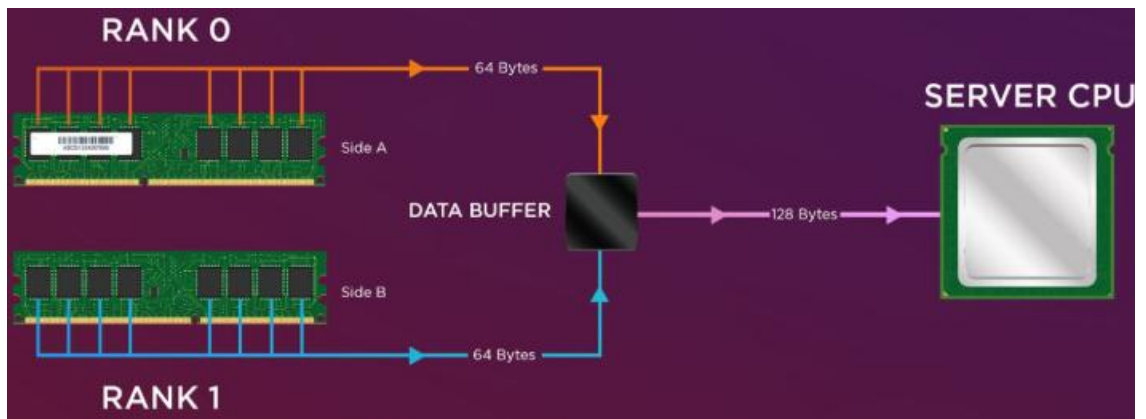 RANK 0
64 Bytes
SERVER CPU
Side A
DATA BUFFER
128 Bytes
Side B
64 Bytes
RANK 1